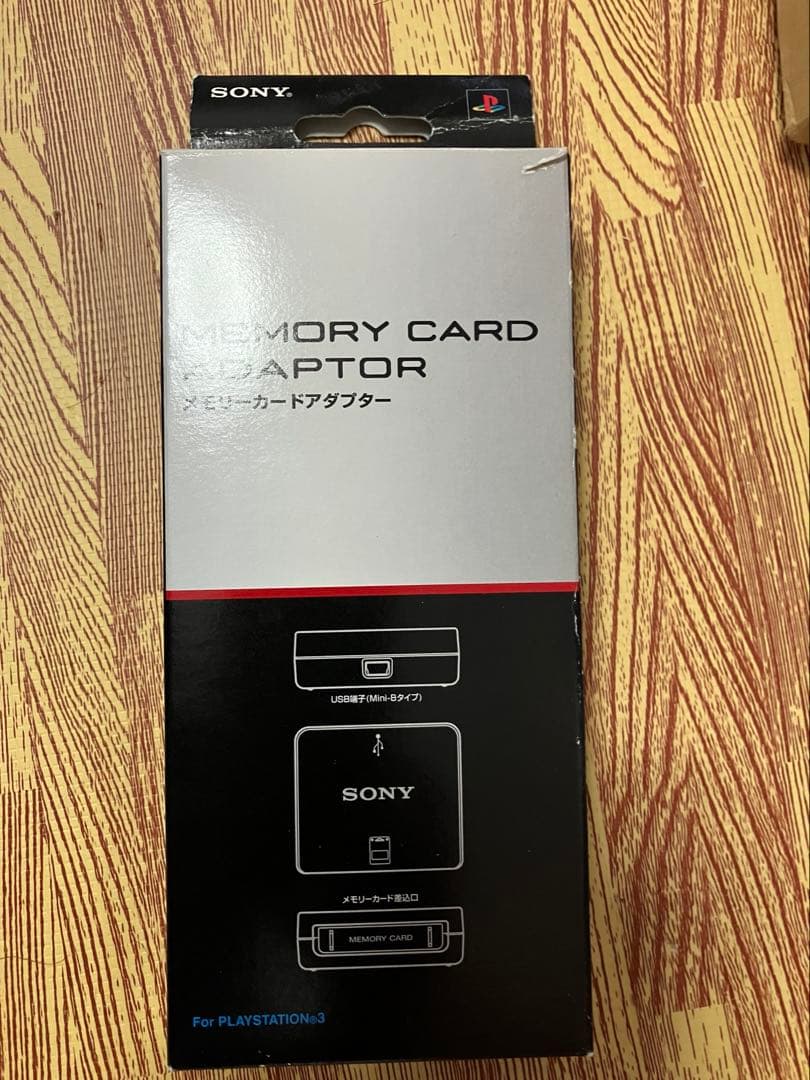 SONY®
MEMORY CARD
ADAPTOR
メモリーカードアダプター
USB端子(Mini-Bタイプ)
SONY
メモリーカード差込口
MEMORY CARD
For PLAYSTATION®3